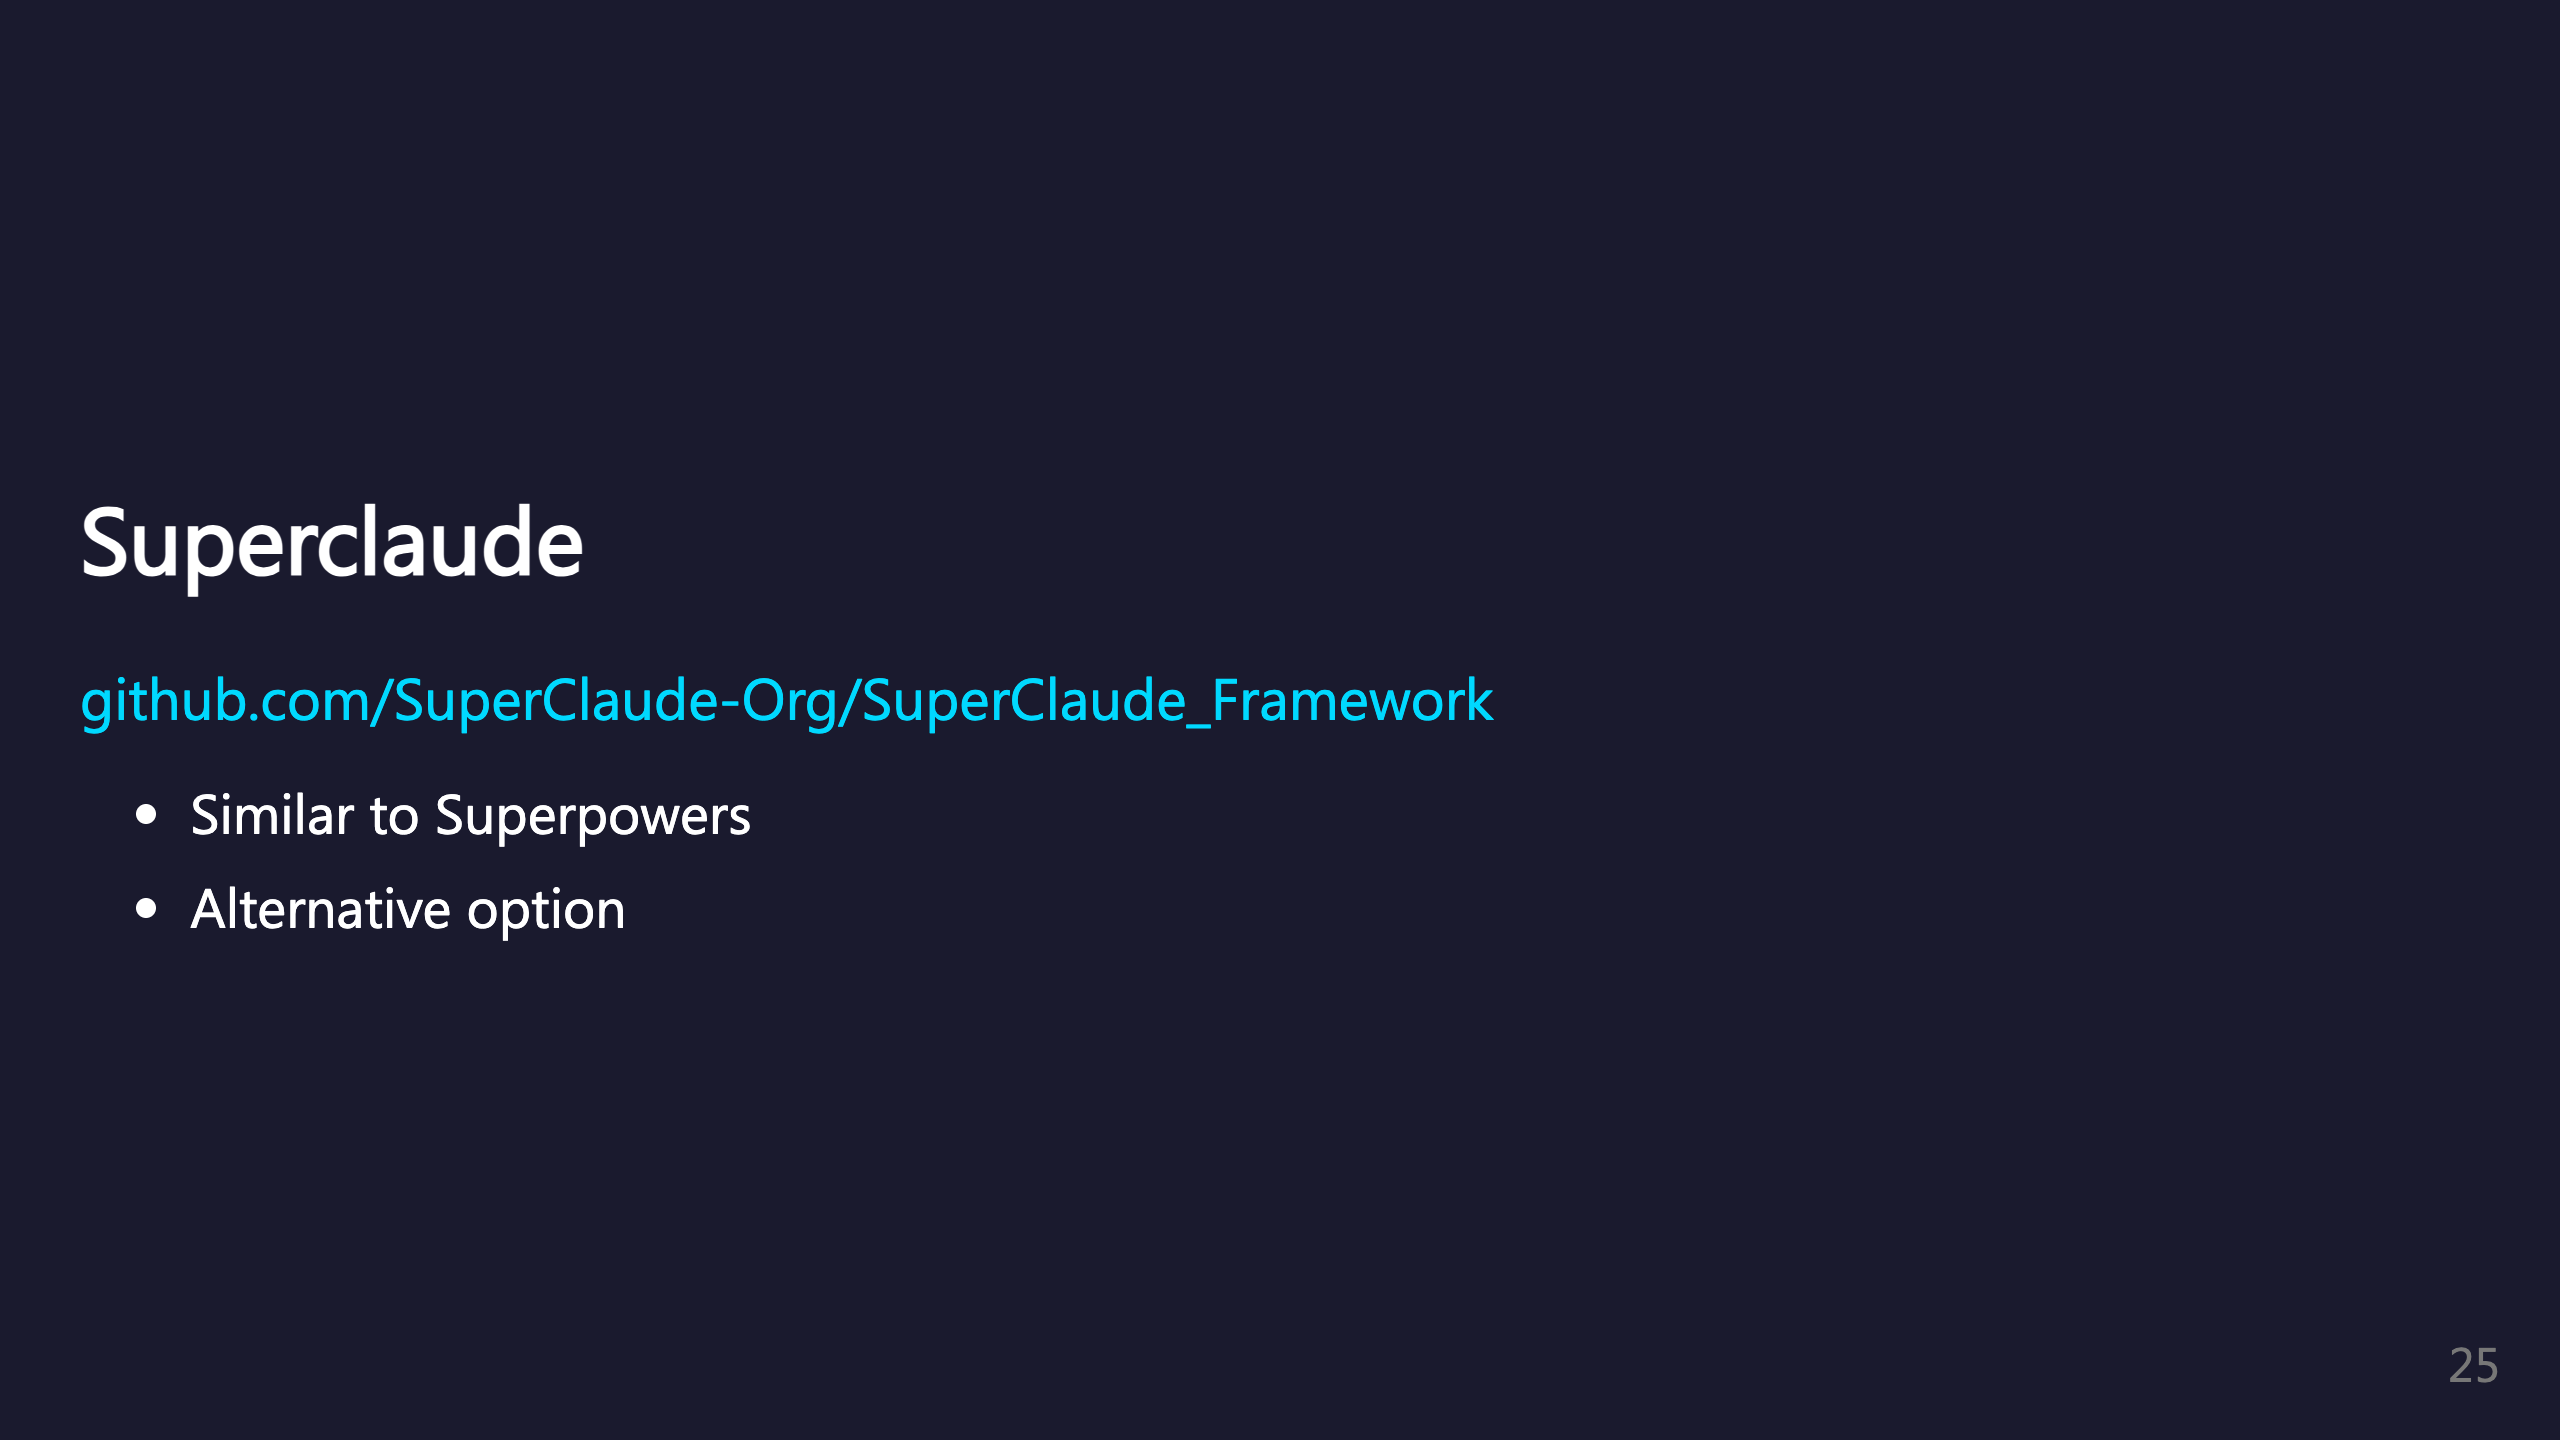 Superclaude
github.com/SuperClaude-Org/SuperClaude_Framework
• Similar to Superpowers
• Alternative option
25